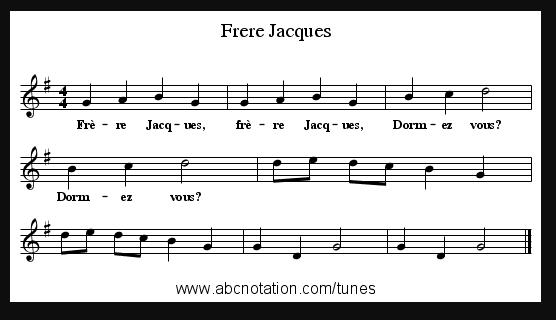 Frere Jacques
4
4
Frè - re Jacq - ues, frè - re Jacq - ues, Dorm - ez vous?
Dorm - ez vous?
www.abcnotation.com/tunes